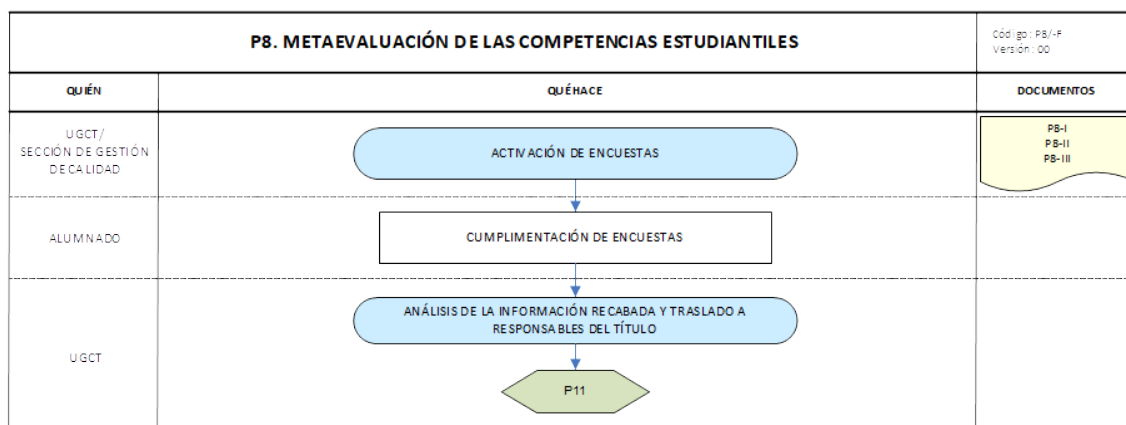 P8. METAEVALUACIÓN DE LAS COMPETENCIAS ESTUDIANTILES
Código: P8/-F
Versión: 00
QUIÉN
QUÉ HACE
DOCUMENTOS
UGCT/
SECCIÓN DE GESTIÓN
DE CALIDAD
ACTIVACIÓN DE ENCUESTAS
P8-I
P8-II
P8-III
ALUMNADO
CUMPLIMENTACIÓN DE ENCUESTAS
UGCT
ANÁLISIS DE LA INFORMACIÓN RECABADA Y TRASLADO A
RESPONSABLES DEL TÍTULO
P11